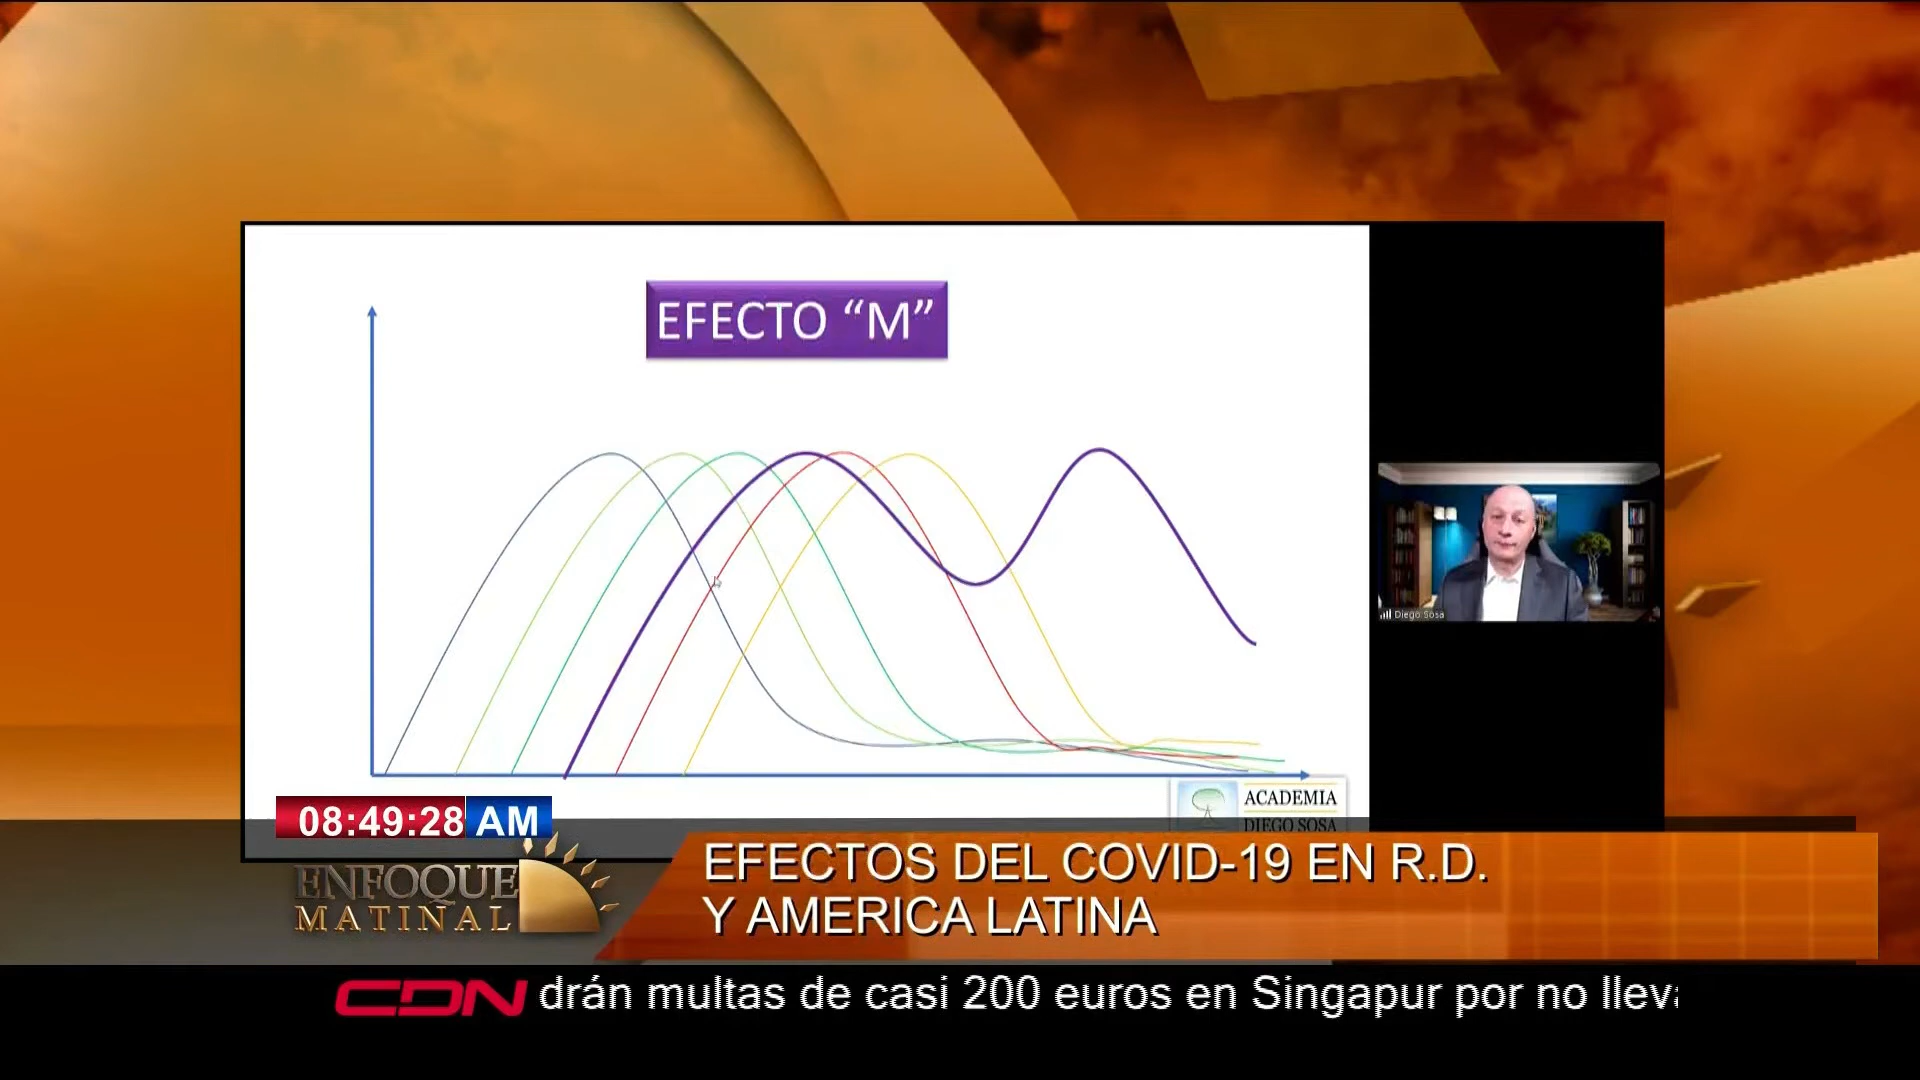 EFECTO “M”
Diego Sosa
ACADEMIA
DIEGO SOSA
08:49:28 AM
ENFOQUE
MATINAL
EFECTOS DEL COVID-19 EN R.D.
Y AMERICA LATINA
CDN drán multas de casi 200 euros en Singapur por no lleva